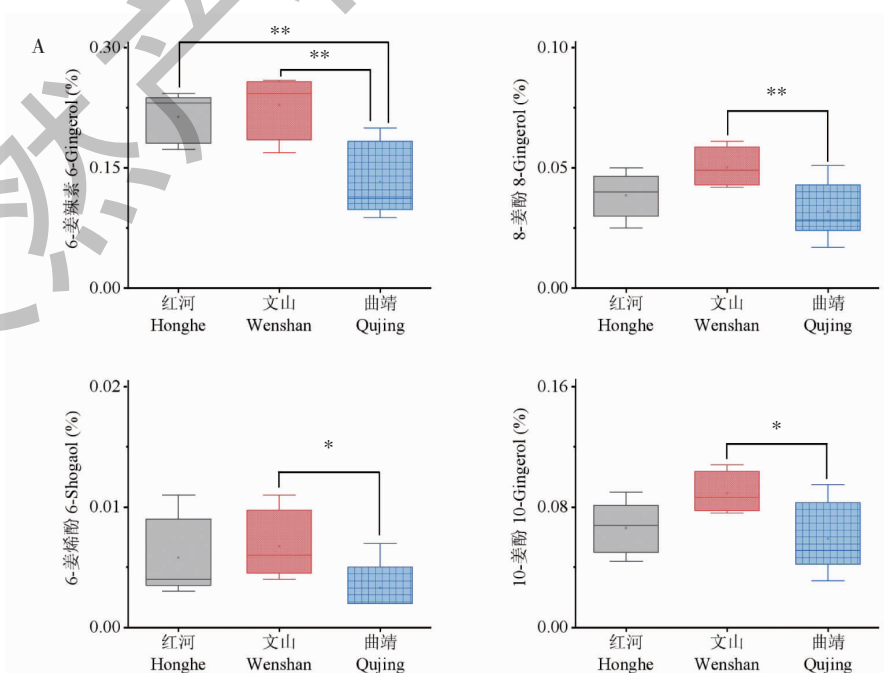 A
6-姜辣素 6-Gingerol (%)
0.30
0.15
0.00
**
**
红河
文山
曲靖
Honghe
Wenshan
Qujing
8-姜酚 8-Gingerol (%)
0.10
0.05
0.00
**
红河
文山
曲靖
Honghe
Wenshan
Qujing
6-姜烯酚 6-Shogaol (%)
0.02
0.01
0.00
*
红河
文山
曲靖
Honghe
Wenshan
Qujing
10-姜酚 10-Gingerol (%)
0.16
0.08
0.00
*
红河
文山
曲靖
Honghe
Wenshan
Qujing